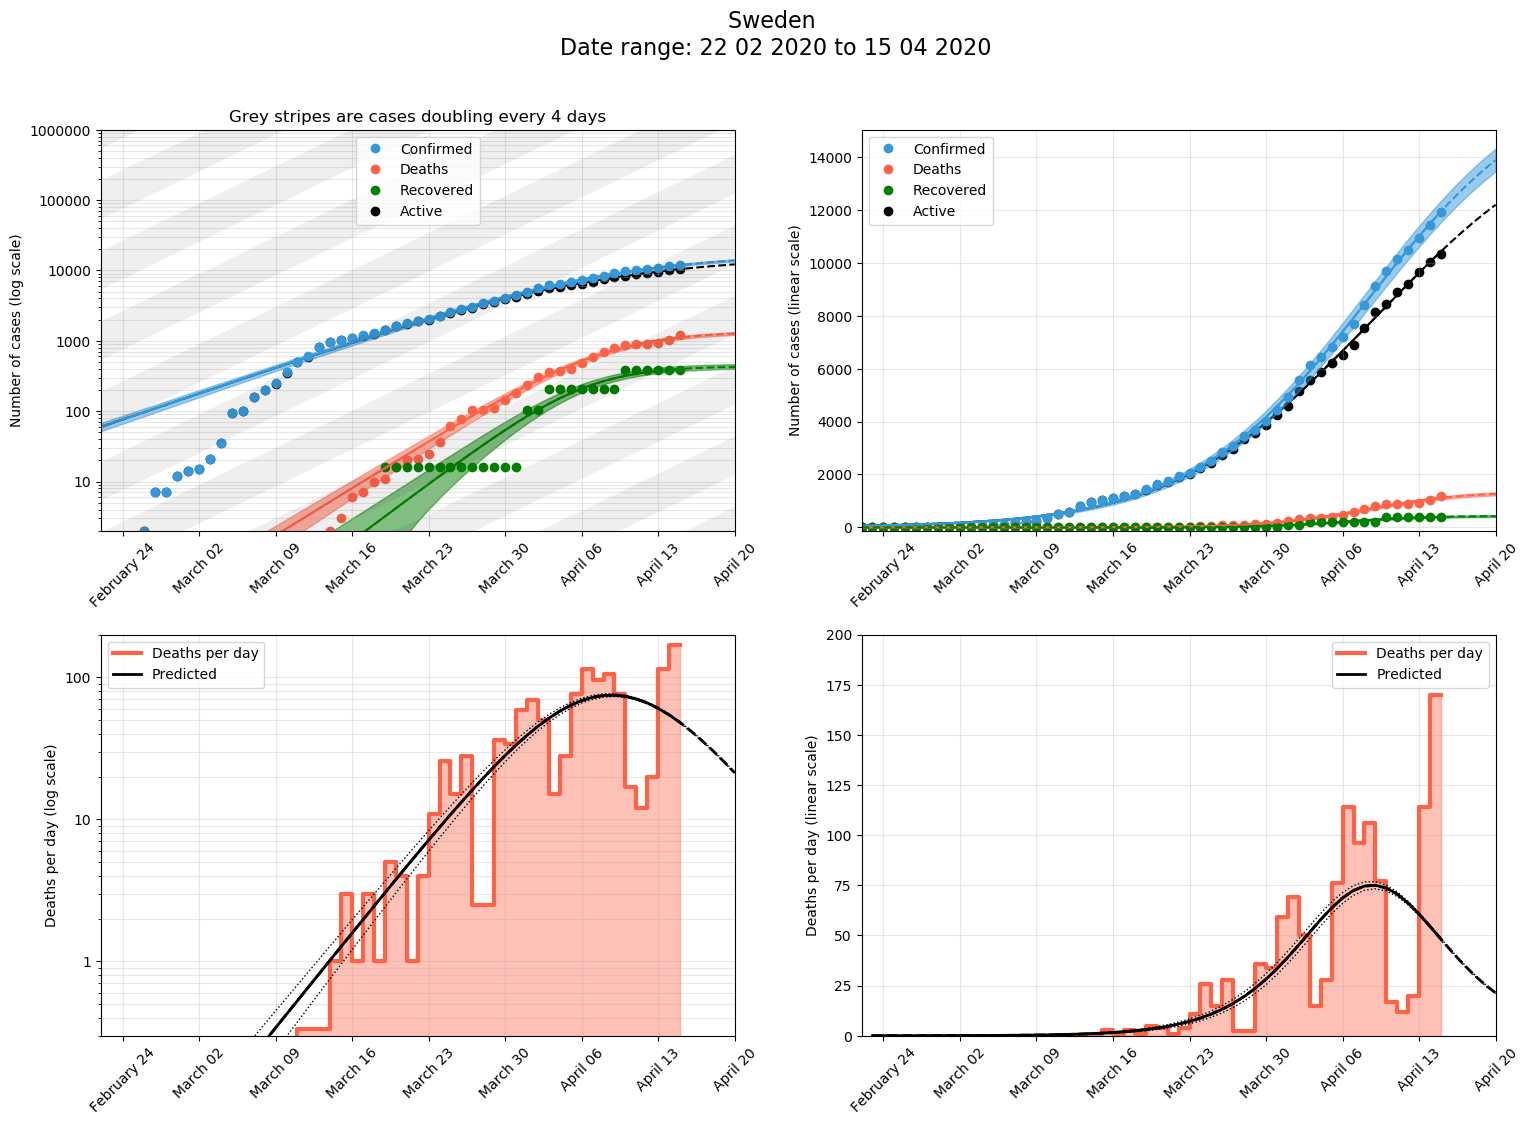 Sweden
Date range: 22 02 2020 to 15 04 2020
Grey stripes are cases doubling every 4 days
Number of cases (log scale)
1000000
100000
10000
1000
100
10
Confirmed
Deaths
Recovered
Active
February 24
March 02
March 09
March 16
March 23
March 30
April 06
April 13
April 20
Number of cases (linear scale)
14000
12000
10000
8000
6000
4000
2000
0
Confirmed
Deaths
Recovered
Active
February 24
March 02
March 09
March 16
March 23
March 30
April 06
April 13
April 20
Deaths per day (log scale)
100
10
1
Deaths per day
Predicted
February 24
March 02
March 09
March 16
March 23
March 30
April 06
April 13
April 20
Deaths per day (linear scale)
200
175
150
125
100
75
50
25
0
Deaths per day
Predicted
February 24
March 02
March 09
March 16
March 23
March 30
April 06
April 13
April 20